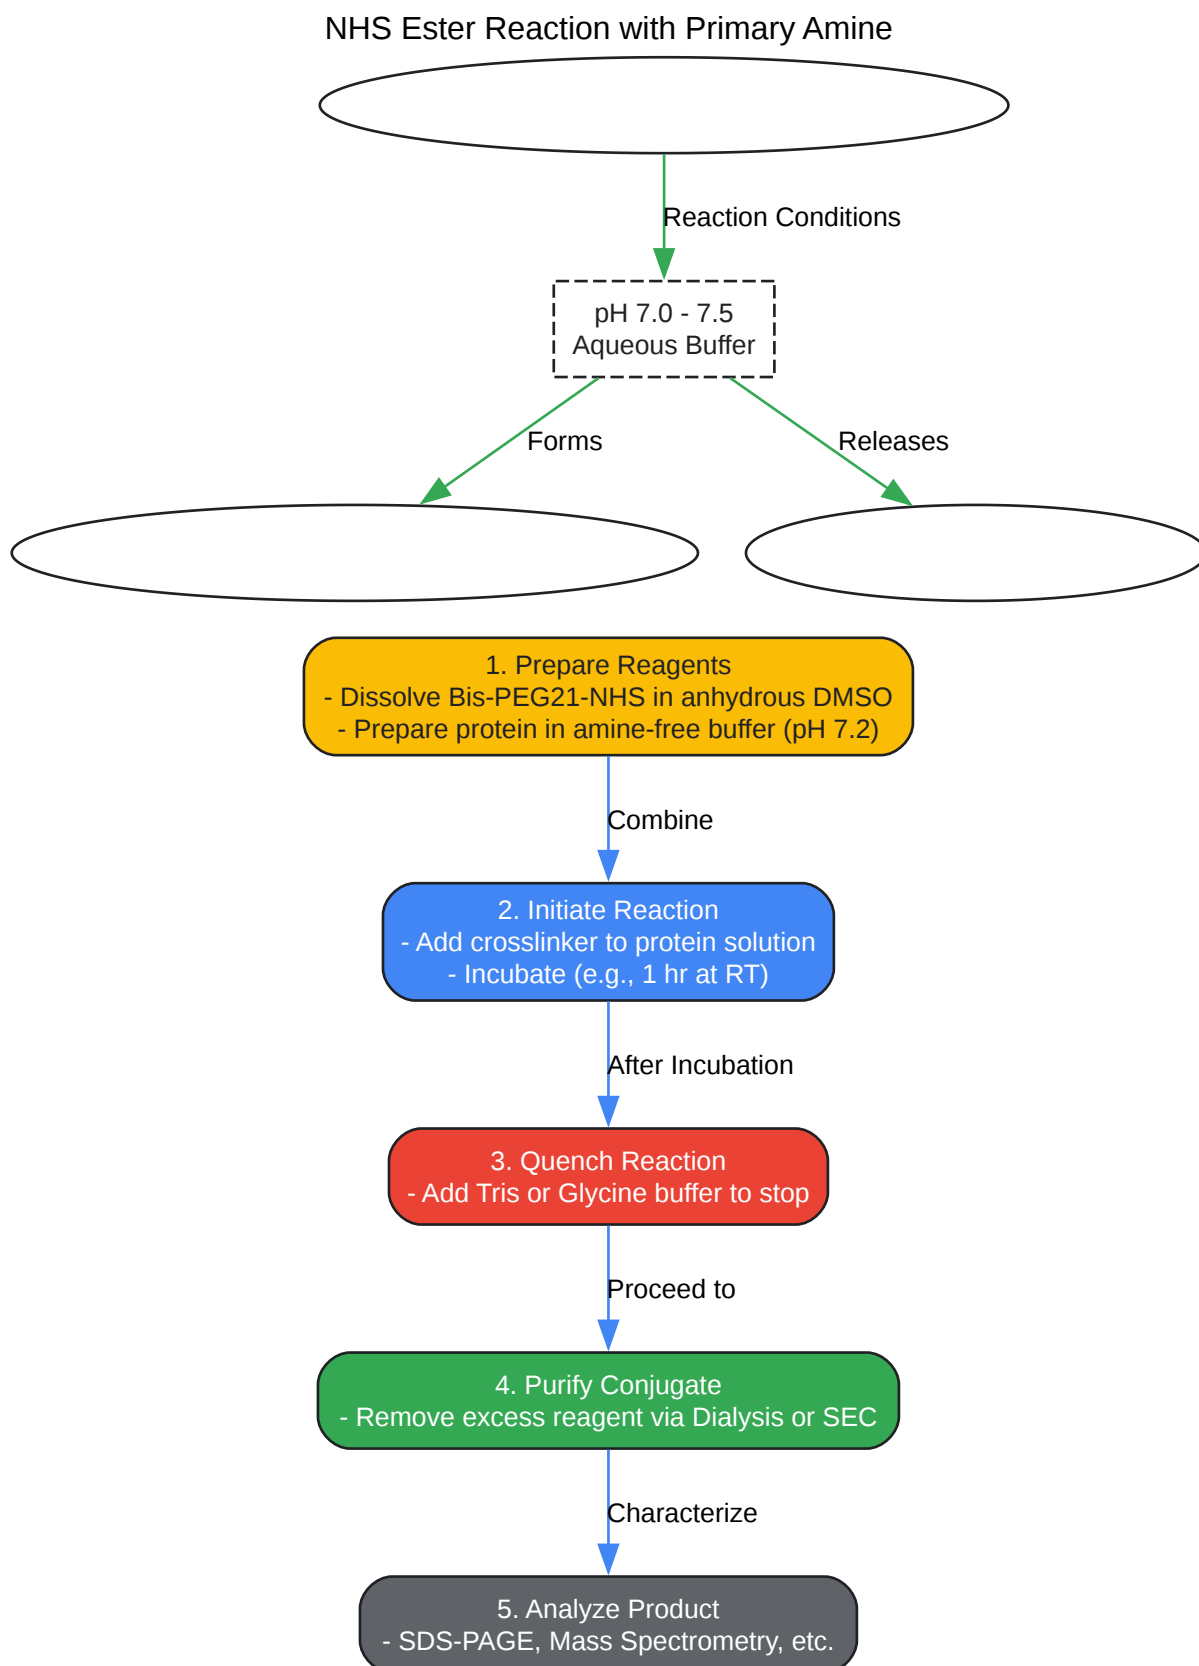 NHS Ester Reaction with Primary Amine
Reaction Conditions
pH 7.0 - 7.5
Aqueous Buffer
Forms
Releases
1. Prepare Reagents
- Dissolve Bis-PEG21-NHS in anhydrous DMSO
- Prepare protein in amine-free buffer (pH 7.2)
Combine
2. Initiate Reaction
- Add crosslinker to protein solution
- Incubate (e.g., 1 hr at RT)
After Incubation
3. Quench Reaction
- Add Tris or Glycine buffer to stop
Proceed to
4. Purify Conjugate
- Remove excess reagent via Dialysis or SEC
Characterize
5. Analyze Product
- SDS-PAGE, Mass Spectrometry, etc.